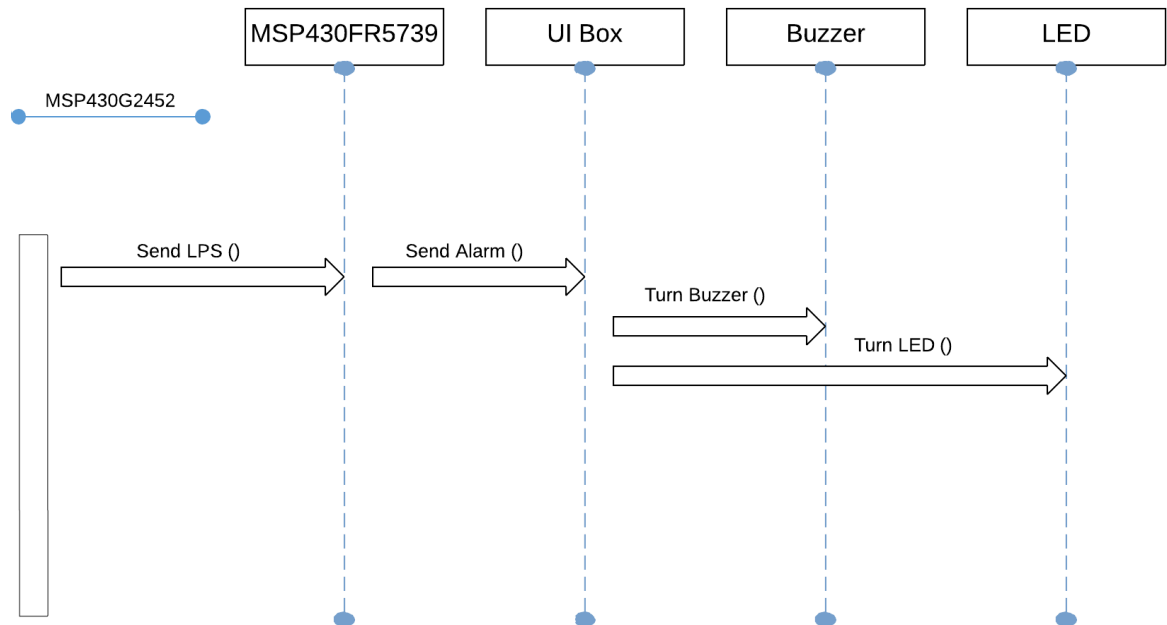 MSP430FR5739
UI Box
Buzzer
LED
MSP430G2452
Send LPS ()
Send Alarm ()
Turn Buzzer ()
Turn LED ()